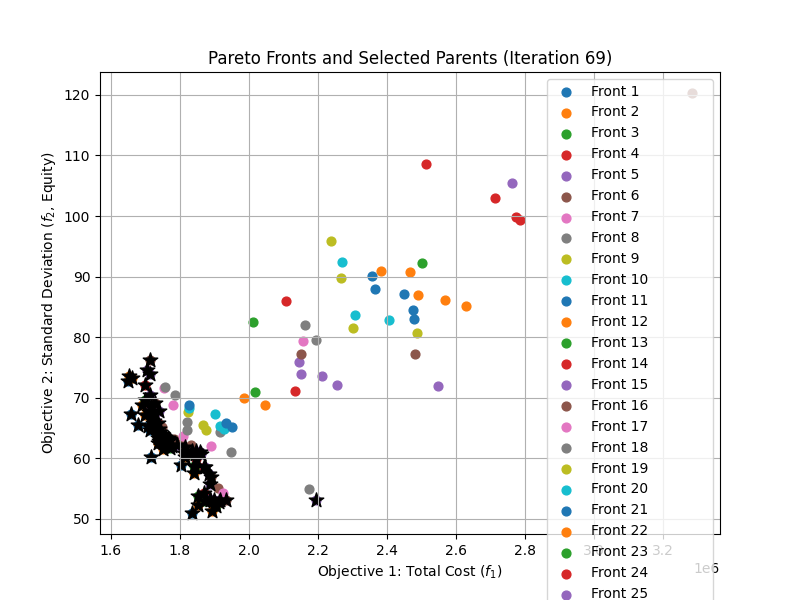 Pareto Fronts and Selected Parents (Iteration 69)
Objective 2: Standard Deviation (f₂, Equity)
120
110
100
90
80
70
60
50
1.6
1.8
2.0
2.2
2.4
2.6
2.8
3.0
3.2
1e6
Objective 1: Total Cost (f₁)
Front 1
Front 2
Front 3
Front 4
Front 5
Front 6
Front 7
Front 8
Front 9
Front 10
Front 11
Front 12
Front 13
Front 14
Front 15
Front 16
Front 17
Front 18
Front 19
Front 20
Front 21
Front 22
Front 23
Front 24
Front 25